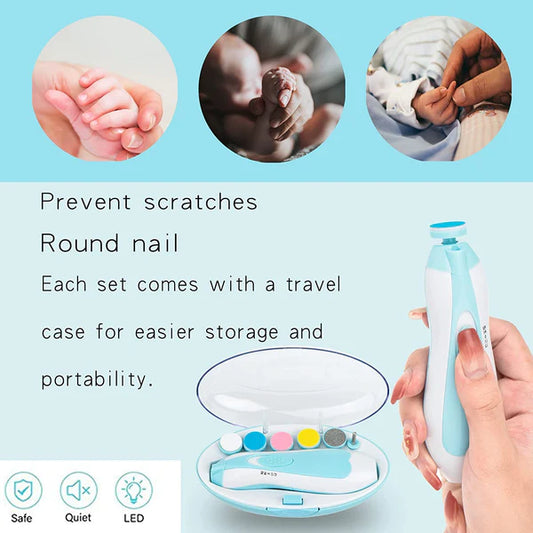 Prevent scratches
Round nail
Each set comes with a travel
case for easier storage and
portability.
Safe
Quiet
LED